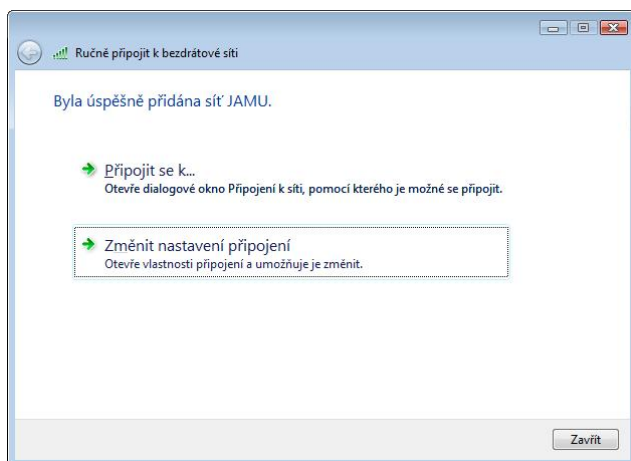 Ručně připojit k bezdrátové síti
Byla úspěšně přidána síť JAMU.
Připojit se k...
Otevře dialogové okno Připojení k síti, pomocí kterého je možné se připojit.
Změnit nastavení připojení
Otevře vlastnosti připojení a umožňuje je změnit.
Zavřít